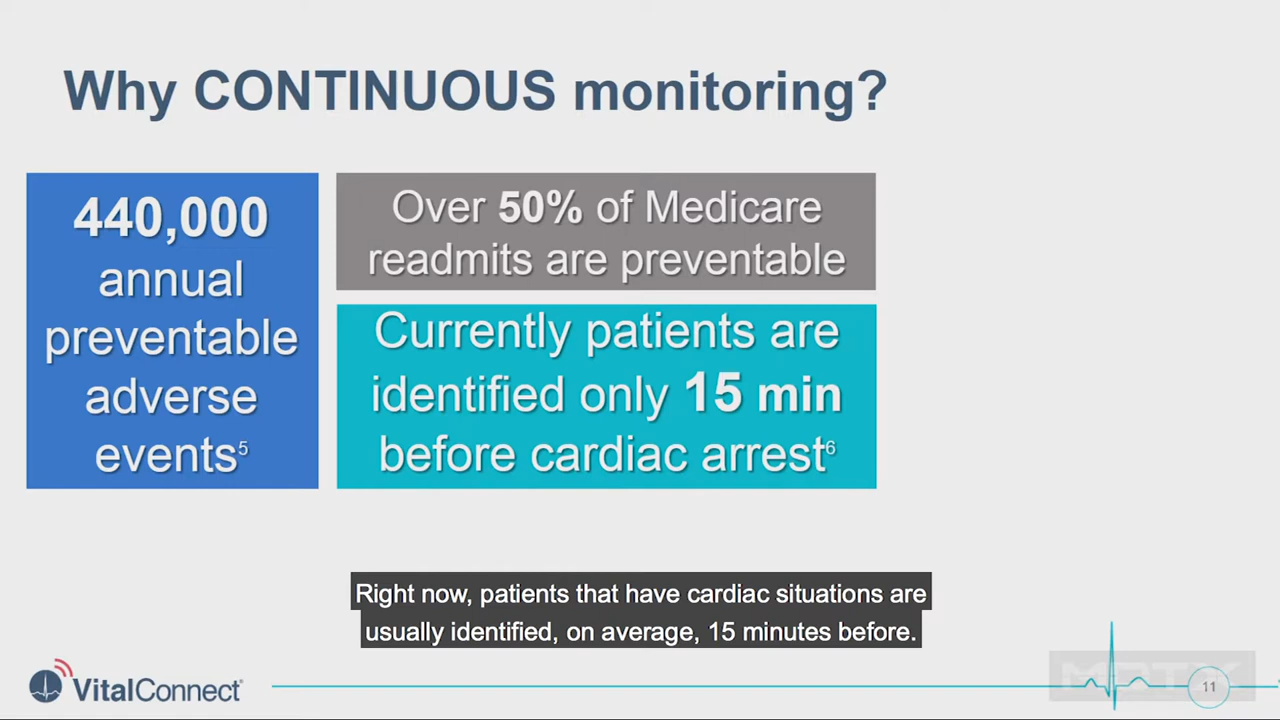 Why CONTINUOUS monitoring?
440,000
annual
preventable
adverse
events⁵
Over 50% of Medicare
readmits are preventable
Currently patients are
identified only 15 min
before cardiac arrest⁶
Right now, patients that have cardiac situations are
usually identified, on average, 15 minutes before.
VitalConnect
11